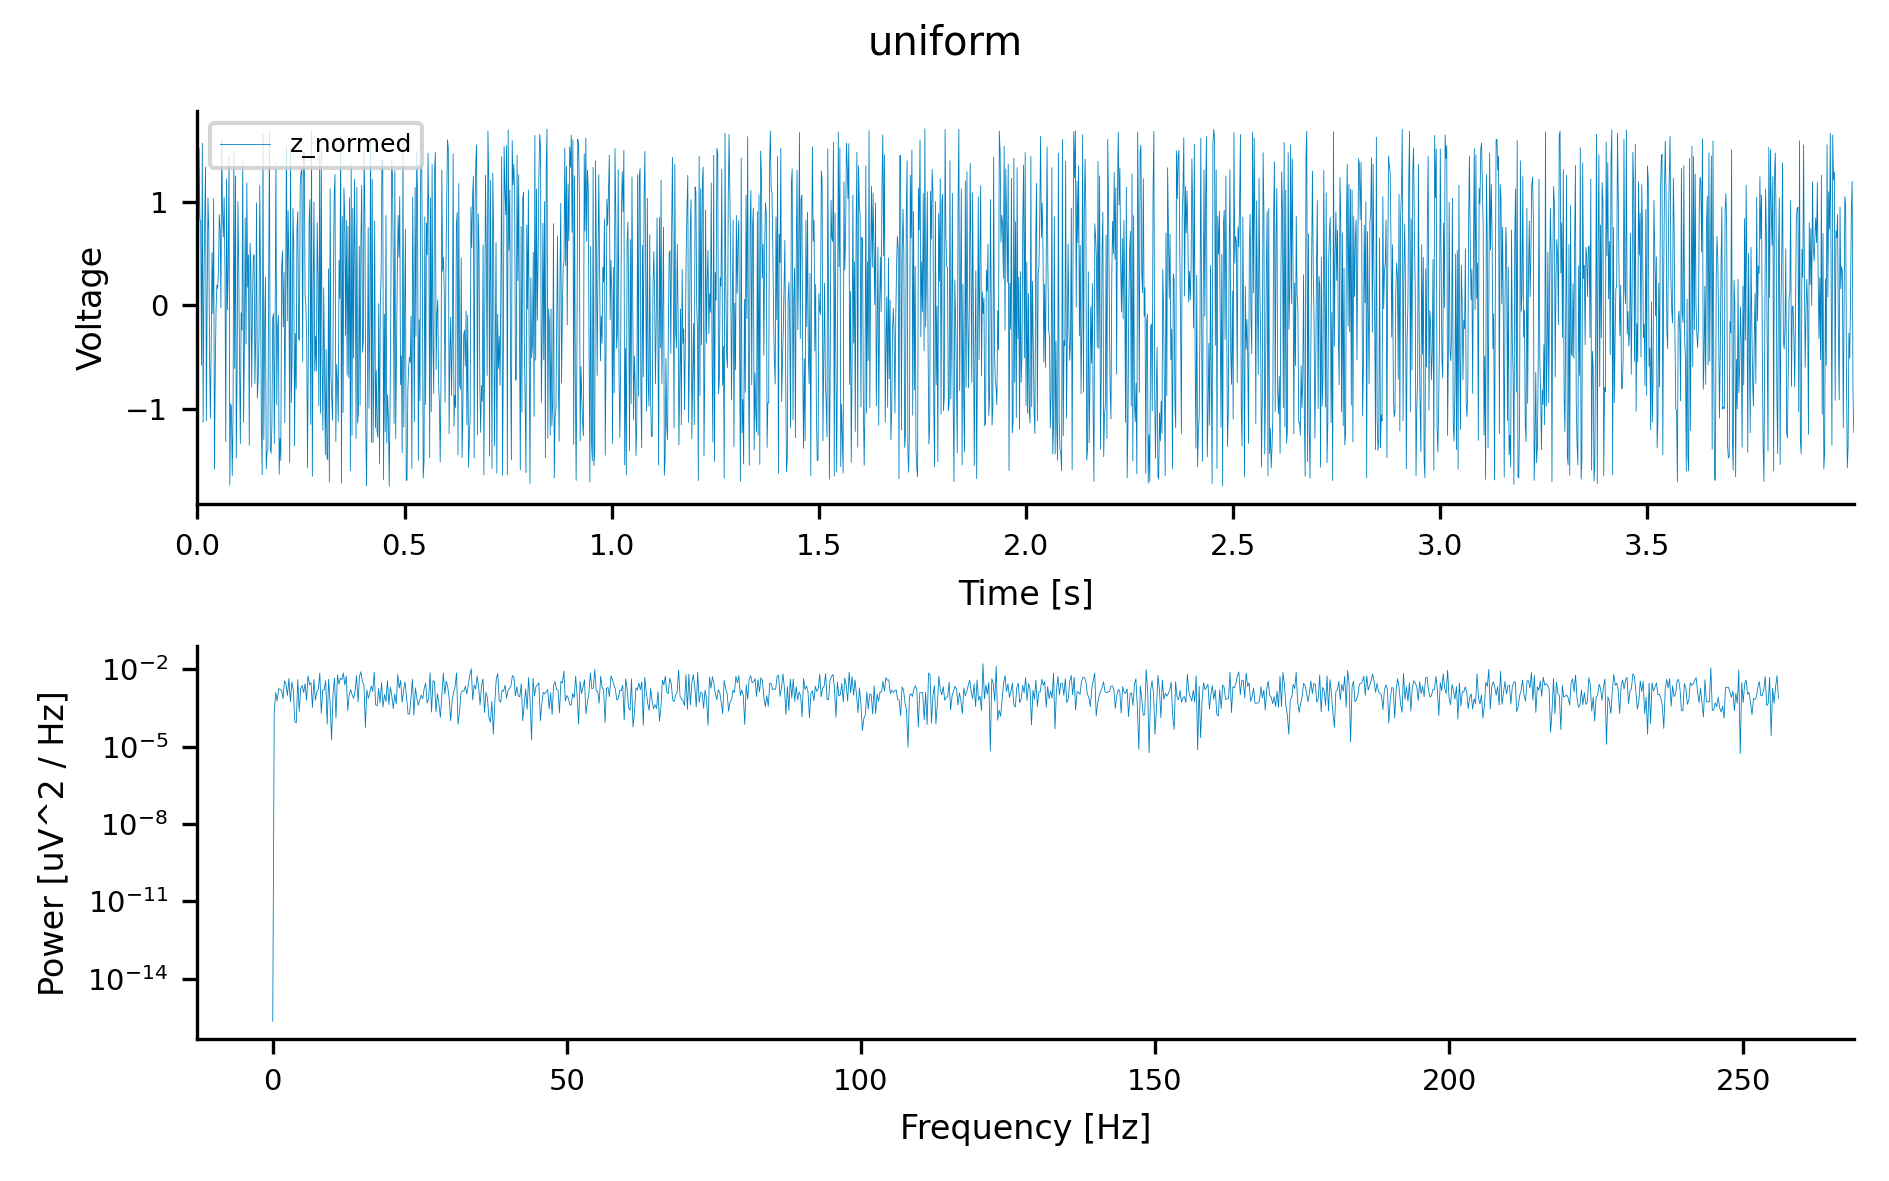 uniform
z_normed
Voltage
1
0
−1
0.0 0.5 1.0 1.5 2.0 2.5 3.0 3.5
Time [s]
Power [uV^2 / Hz]
10⁻²
10⁻⁵
10⁻⁸
10⁻¹¹
10⁻¹⁴
0 50 100 150 200 250
Frequency [Hz]